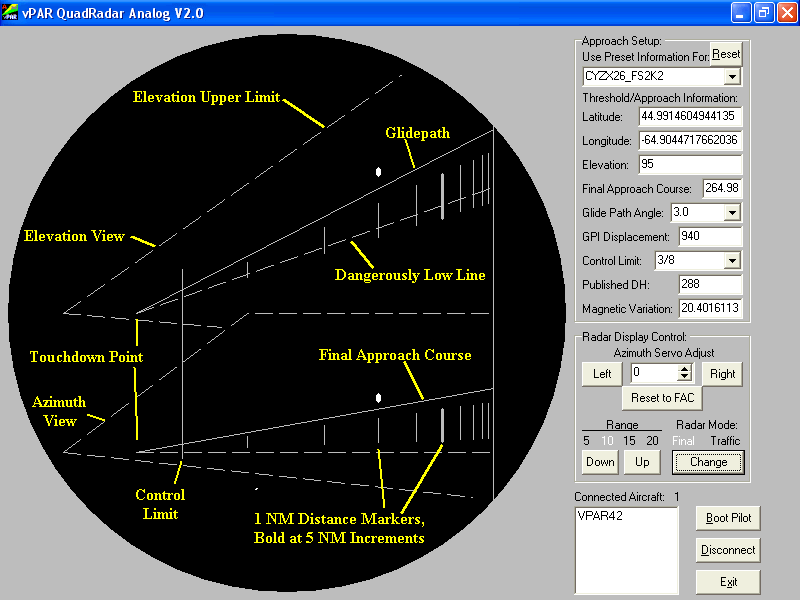 vPAR QuadRadar Analog V2.0
Elevation Upper Limit
Glidepath
Elevation View
Dangerously Low Line
Touchdown Point
Final Approach Course
Azimuth
View
Control
Limit
1 NM Distance Markers,
Bold at 5 NM Increments
Approach Setup:
Use Preset Information For:
Reset
CYZX26_FS2K2
Threshold/Approach Information:
Latitude: 44.9914604944135
Longitude: -64.9044717662036
Elevation: 95
Final Approach Course: 264.98
Glide Path Angle: 3.0
GPI Displacement: 940
Control Limit: 3/8
Published DH: 288
Magnetic Variation: 20.4016113
Radar Display Control:
Azimuth Servo Adjust
Left 0 Right
Reset to FAC
Range Radar Mode:
5 10 15 20 Final Traffic
Down Up Change
Connected Aircraft: 1
VPAR42
Boot Pilot
Disconnect
Exit